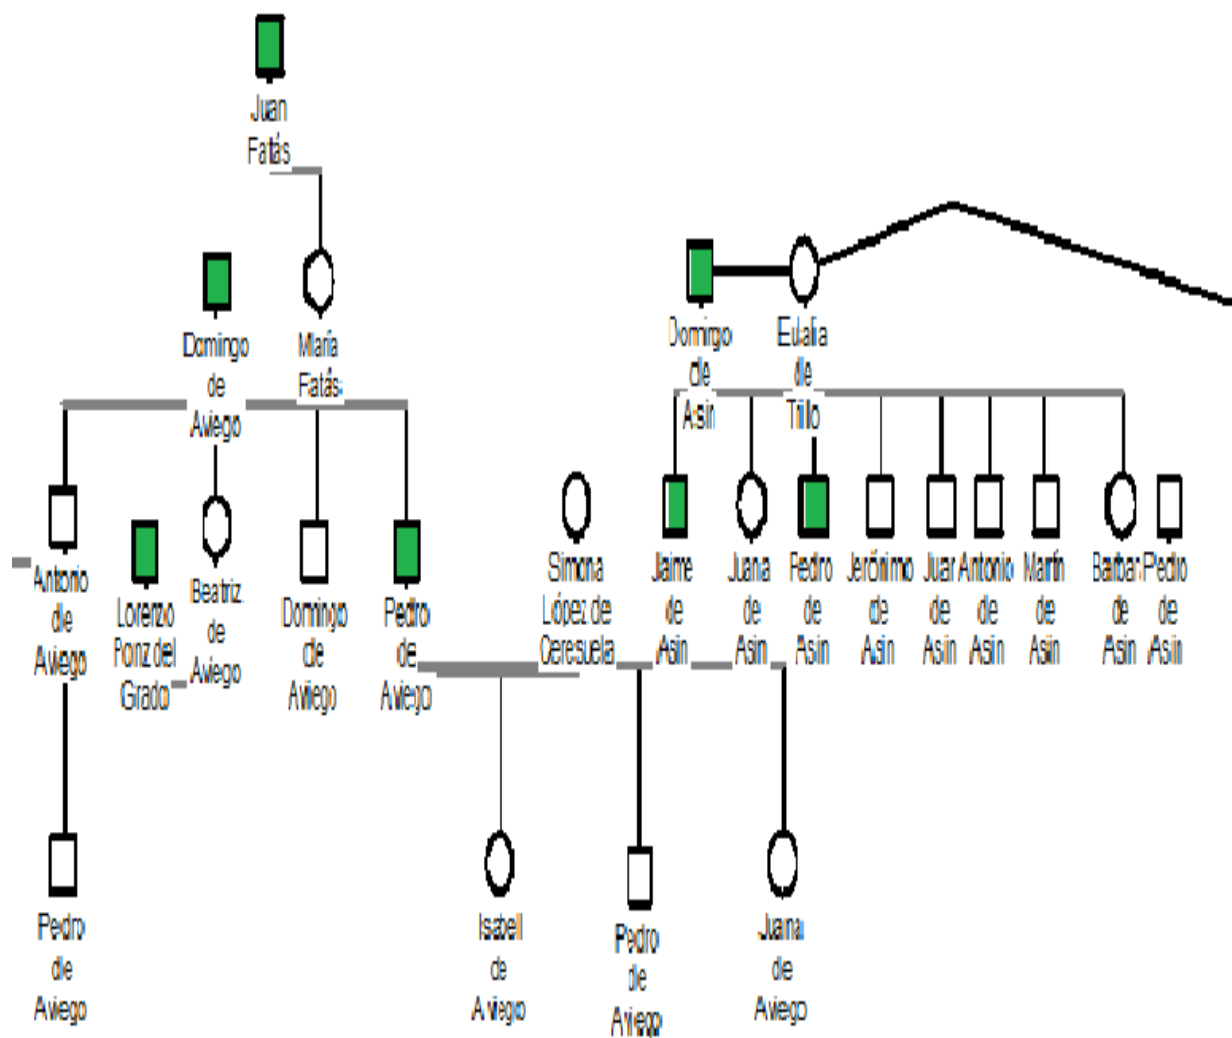 Juan
Fatás
Domingo
de
Aviego
María
Fatás
Domingo
de
Asín
Eulalia
de
Antonio
de
Aviego
Lorenzo
Ponz del
Grado
Beatriz
de
Aviego
Domingo
de
Aviego
Pedro
de
Aviego
Simona
López de
Ceresuela
Jaime
de
Asín
Juana
de
Asín
Pedro
de
Asín
Jerónimo
de
Asín
Juan
de
Asín
Antonio
de
Asín
Martín
de
Asín
Barbar
de
Asín
Pedro
de
Asín
Pedro
de
Aviego
Isabel
de
Aviego
Pedro
de
Aviego
Juana
de
Aviego